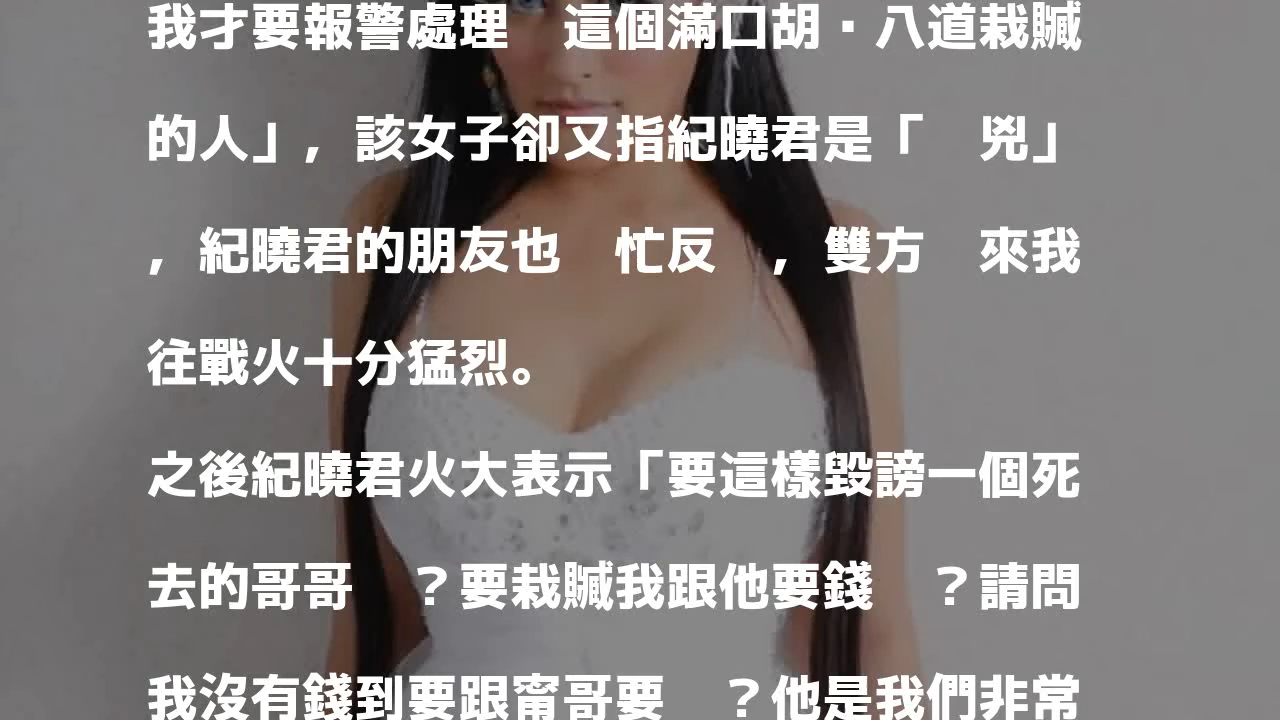 我才要報警處理　這個滿口胡·八道栽贓
的人」，該女子卻又指紀曉君是「　兇」
，紀曉君的朋友也　忙反　，雙方　來我
往戰火十分猛烈。
之後紀曉君火大表示「要這樣毀謗一個死
去的哥哥　？要栽贓我跟他要錢　？請問
我沒有錢到要跟甯哥要　？他是我們非常